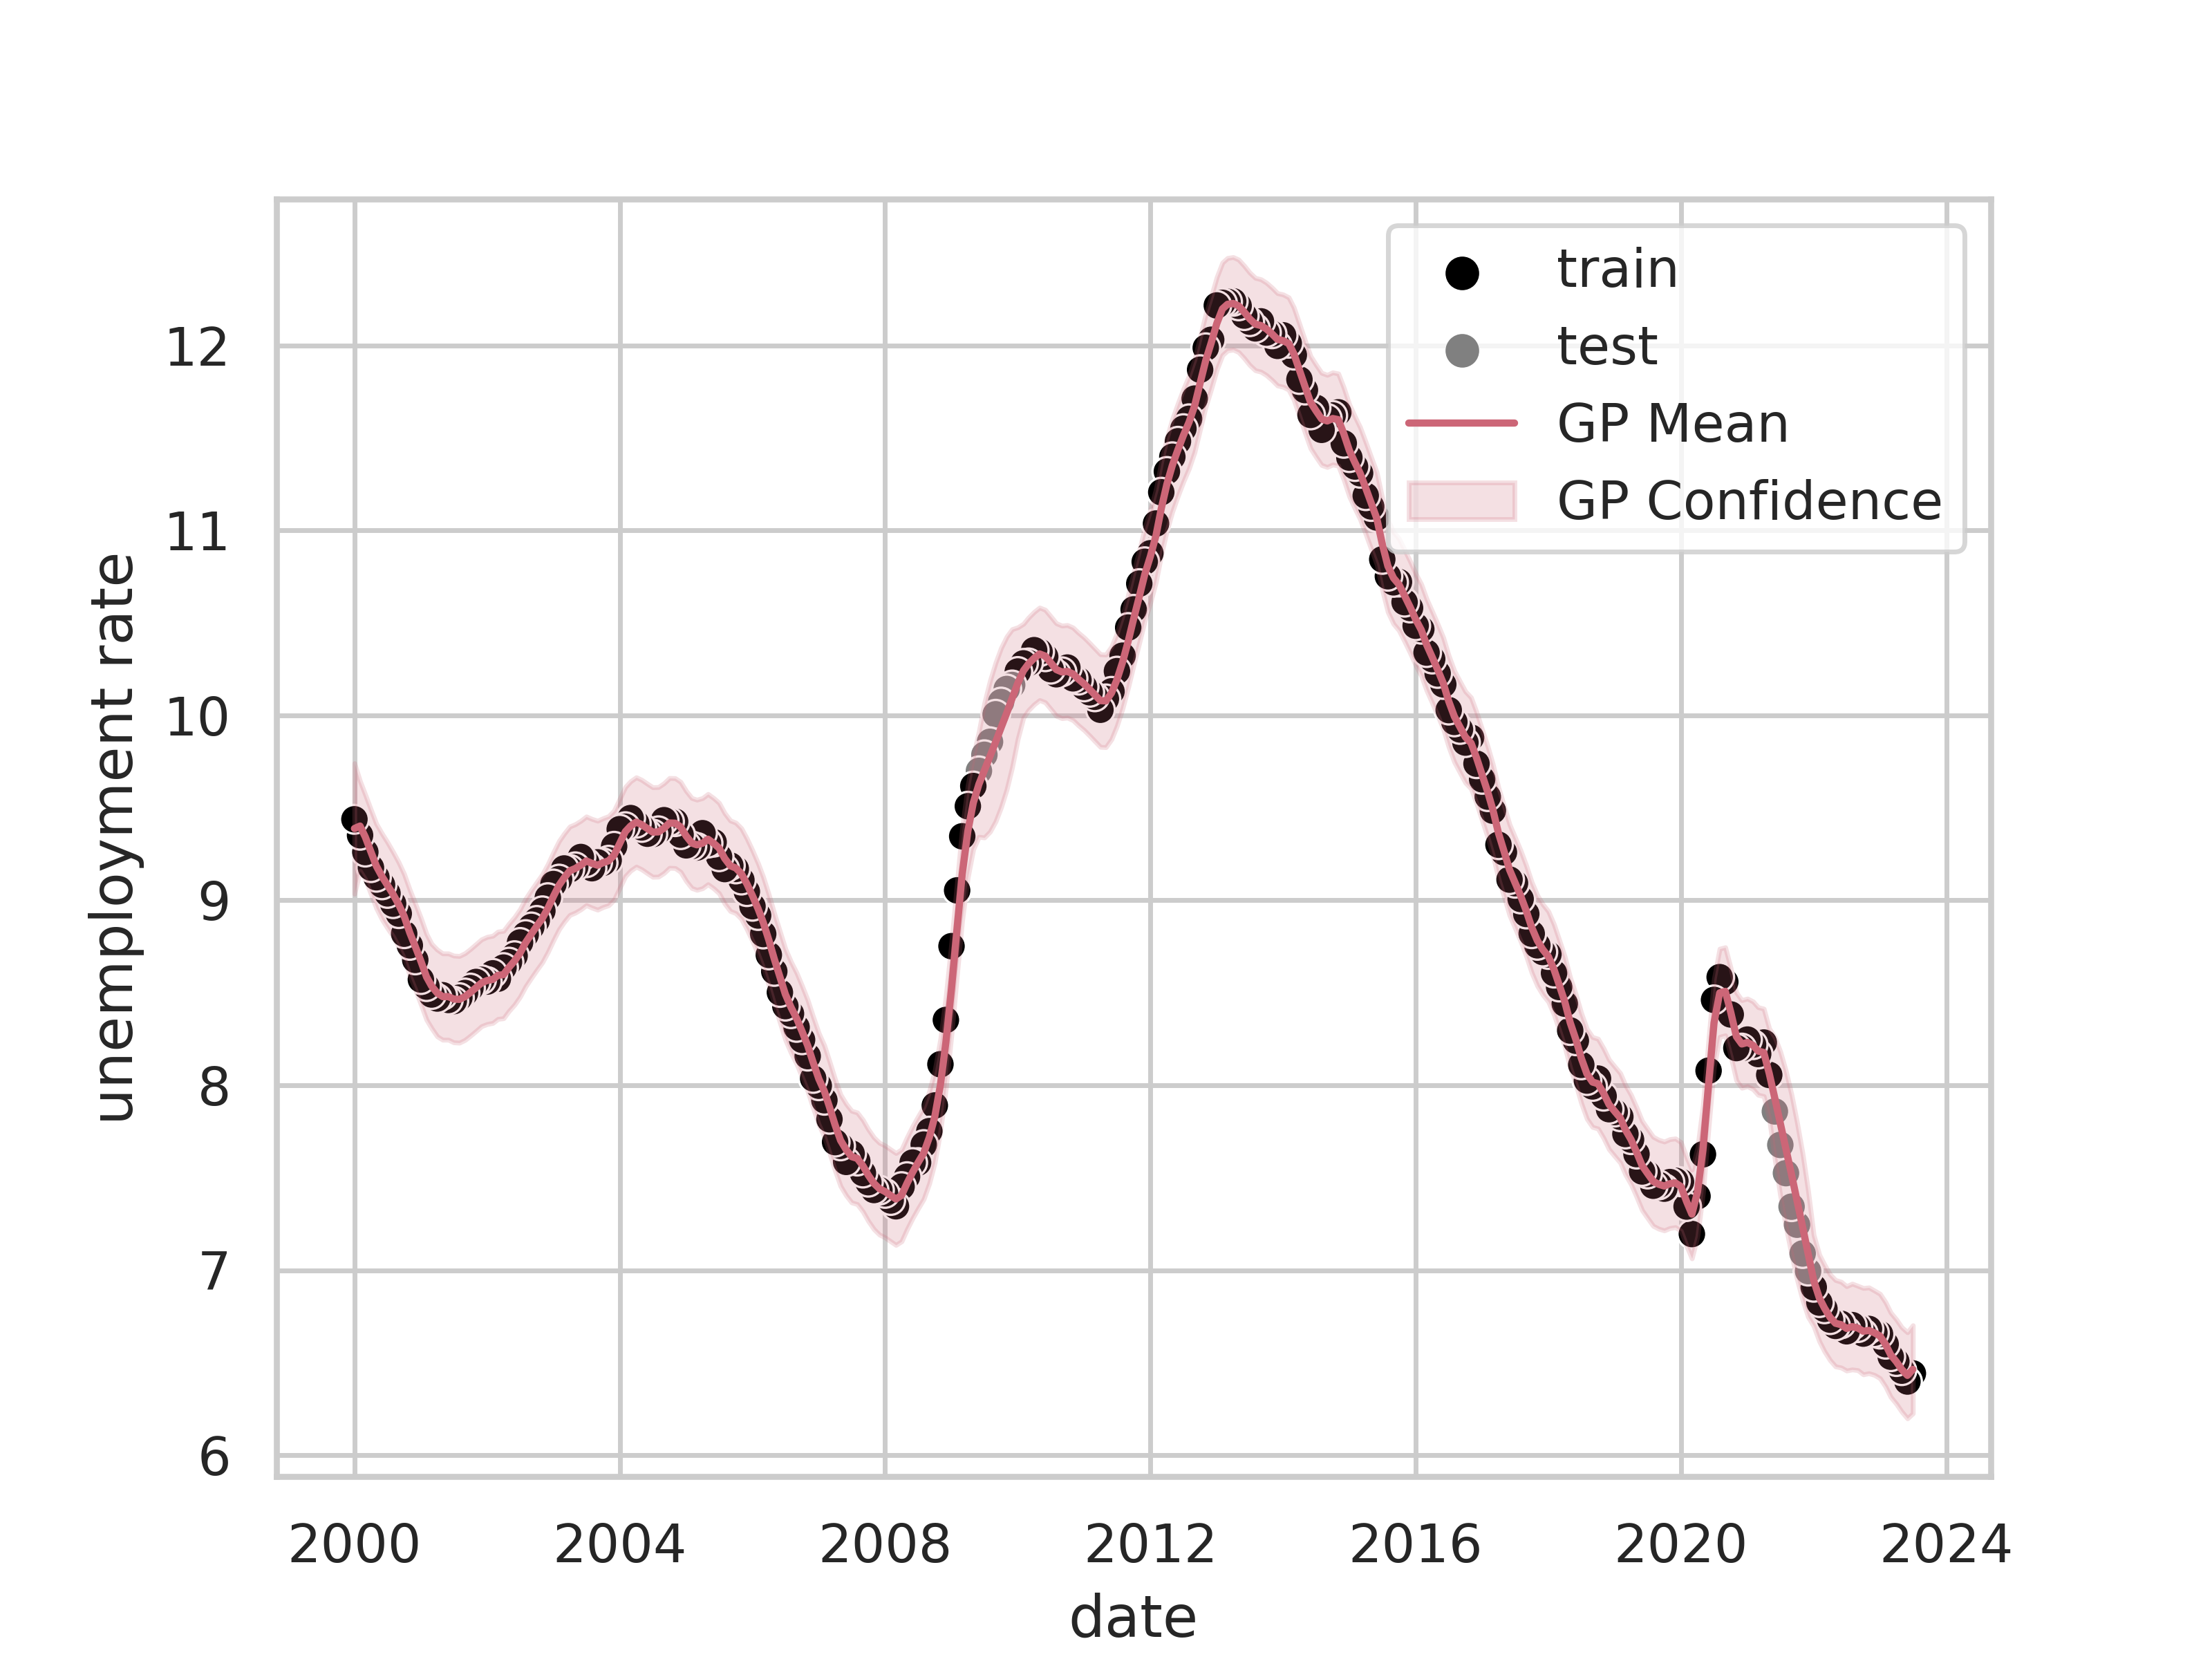 train
test
GP Mean
GP Confidence
12
11
10
9
8
7
6
unemployment rate
2000
2004
2008
2012
2016
2020
2024
date